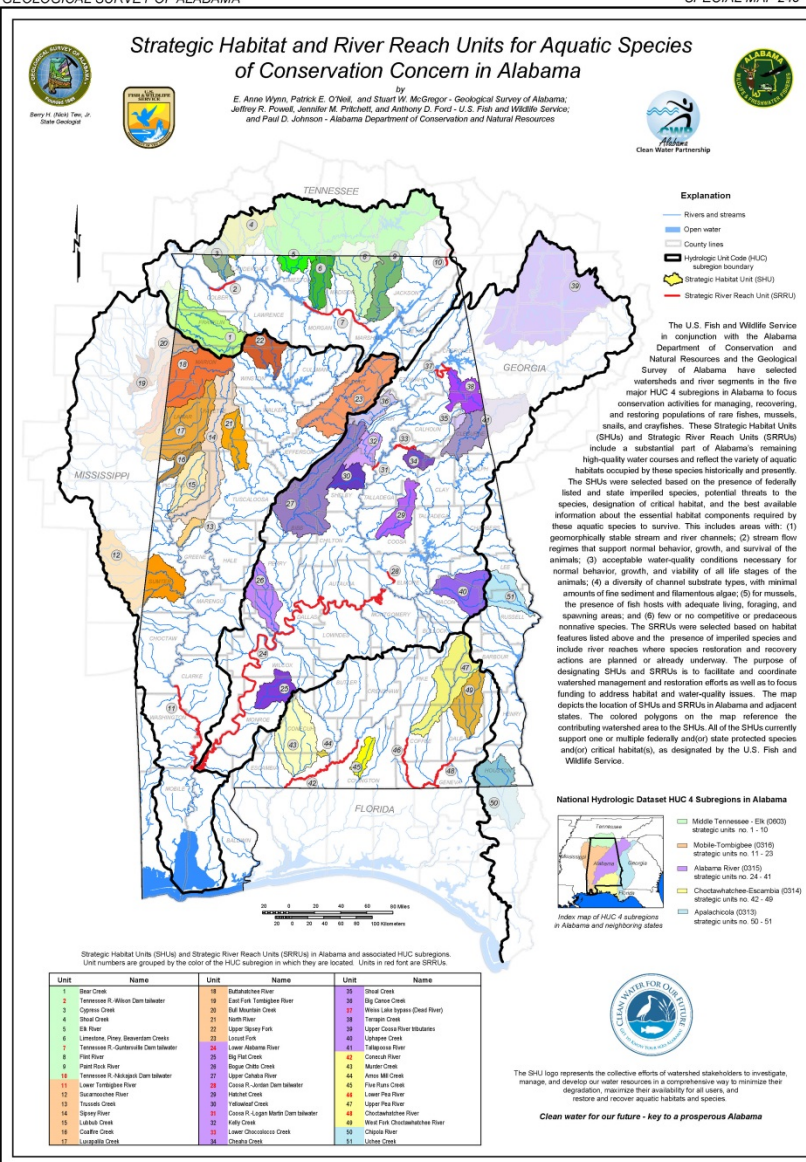 GEOLOGICAL SURVEY OF ALABAMA
Strategic Habitat and River Reach Units for Aquatic Species
of Conservation Concern in Alabama
by
E. Anne Wynn, Patrick E. O'Neil, and Stuart W. McGregor - Geological Survey of Alabama;
Jeffrey R. Powell, Jennifer M. Pritchett, and Anthony D. Ford - U.S. Fish and Wildlife Service;
and Paul D. Johnson - Alabama Department of Conservation and Natural Resources
Berry H. (Nick) Tew, Jr.
State Geologist
U.S.
FISH & WILDLIFE
SERVICE
ALABAMA
CWP
Alabama
Clean Water Partnership
TENNESSEE
GEORGIA
MISSISSIPPI
FLORIDA
N
Explanation
Rivers and streams
Open water
County lines
Hydrologic Unit Code (HUC)
subregion boundary
Strategic Habitat Unit (SHU)
Strategic River Reach Unit (SRRU)
The U.S. Fish and Wildlife Service
in conjunction with the Alabama
Department of Conservation and
Natural Resources and the Geological
Survey of Alabama have selected
watersheds and river segments in the five
major HUC 4 subregions in Alabama to focus
conservation activities for managing, recovering,
and restoring populations of rare fishes, mussels,
snails, and crayfishes. These Strategic Habitat Units
(SHUs) and Strategic River Reach Units (SRRUs)
include a substantial part of Alabama's remaining
high-quality water courses and reflect the variety of aquatic
habitats occupied by these species historically and presently.
The SHUs were selected based on the presence of federally
listed and state imperiled species, potential threats to the
species, designation of critical habitat, and the best available
information about the essential habitat components required by
these aquatic species to survive. This includes areas with: (1)
geomorphically stable stream and river channels; (2) stream flow
regimes that support normal behavior, growth, and survival of the
animals; (3) acceptable water-quality conditions necessary for
normal behavior, growth, and viability of all life stages of the
animals; (4) a diversity of channel substrate types, with minimal
amounts of fine sediment and filamentous algae; (5) for mussels,
the presence of fish hosts with adequate living, foraging, and
spawning areas; and (6) few or no competitive or predaceous
nonnative species. The SRRUs were selected based on habitat
features listed above and the presence of imperiled species and
include river reaches where species restoration and recovery
actions are planned or already underway. The purpose of
designating SHUs and SRRUs is to facilitate and coordinate
watershed management and restoration efforts as well as to focus
funding to address habitat and water-quality issues. The map
depicts the location of SHUs and SRRUs in Alabama and adjacent
states. The colored polygons on the map reference the
contributing watershed area to the SHUs. All of the SHUs currently
support one or multiple federally and(or) state protected species
and(or) critical habitat(s), as designated by the U.S. Fish and
Wildlife Service.
National Hydrologic Dataset HUC 4 Subregions in Alabama
Tennessee
Mississippi
Alabama
Georgia
Florida
Index map of HUC 4 subregions
in Alabama and neighboring states
Middle Tennessee - Elk (0603)
strategic units no. 1 - 10
Mobile-Tombigbee (0316)
strategic units no. 11 - 23
Alabama River (0315)
strategic units no. 24 - 41
Choctawhatchee-Escambia (0314)
strategic units no. 42 - 49
Apalachicola (0313)
strategic units no. 50 - 51
20 0 20 40 60 80 Miles
20 0 20 40 60 80 100 Kilometers
Strategic Habitat Units (SHUs) and Strategic River Reach Units (SRRUs) in Alabama and associated HUC subregions.
Unit numbers are grouped by the color of the HUC subregion in which they are located. Units in red font are SRRUs.
Unit Name
1 Bear Creek
2 Tennessee R.-Wilson Dam tailwater
3 Cypress Creek
4 Shoal Creek
5 Elk River
6 Limestone, Piney, Beaverdam Creeks
7 Tennessee R.-Guntersville Dam tailwater
8 Flint River
9 Paint Rock River
10 Tennessee R.-Nickajack Dam tailwater
11 Lower Tombigbee River
12 Sucarnoochee River
13 Trussels Creek
14 Sipsey River
15 Lubbub Creek
16 Coalfire Creek
17 Luxapallila Creek
Unit Name
18 Buttahatchee River
19 East Fork Tombigbee River
20 Bull Mountain Creek
21 North River
22 Upper Sipsey Fork
23 Locust Fork
24 Lower Alabama River
25 Big Flat Creek
26 Bogue Chitto Creek
27 Upper Cahaba River
28 Coosa R.-Jordan Dam tailwater
29 Hatchet Creek
30 Yellowleaf Creek
31 Coosa R.-Logan Martin Dam tailwater
32 Kelly Creek
33 Lower Choccolocco Creek
34 Cheaha Creek
Unit Name
35 Shoal Creek
36 Big Canoe Creek
37 Weiss Lake bypass (Dead River)
38 Terrapin Creek
39 Upper Coosa River tributaries
40 Uphapee Creek
41 Tallapoosa River
42 Conecuh River
43 Murder Creek
44 Amos Mill Creek
45 Five Runs Creek
46 Lower Pea River
47 Upper Pea River
48 Choctawhatchee River
49 West Fork Choctawhatchee River
50 Chipola River
51 Uchee Creek
CLEAN WATER FOR OUR FUTURE
The SHU logo represents the collective efforts of watershed stakeholders to investigate,
manage, and develop our water resources in a comprehensive way to minimize their
degradation, maximize their availability for all users, and
restore and recover aquatic habitats and species.
Clean water for our future - key to a prosperous Alabama